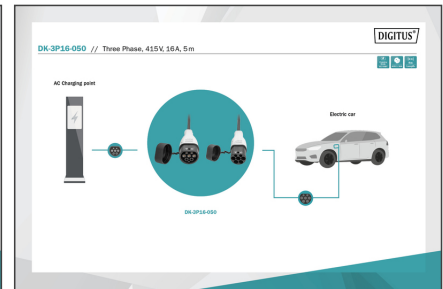 DIGITUS®
DK-3P16-050 // Three Phase, 415V, 16A, 5m
AC Charging point
Electric car
DK-3P16-050